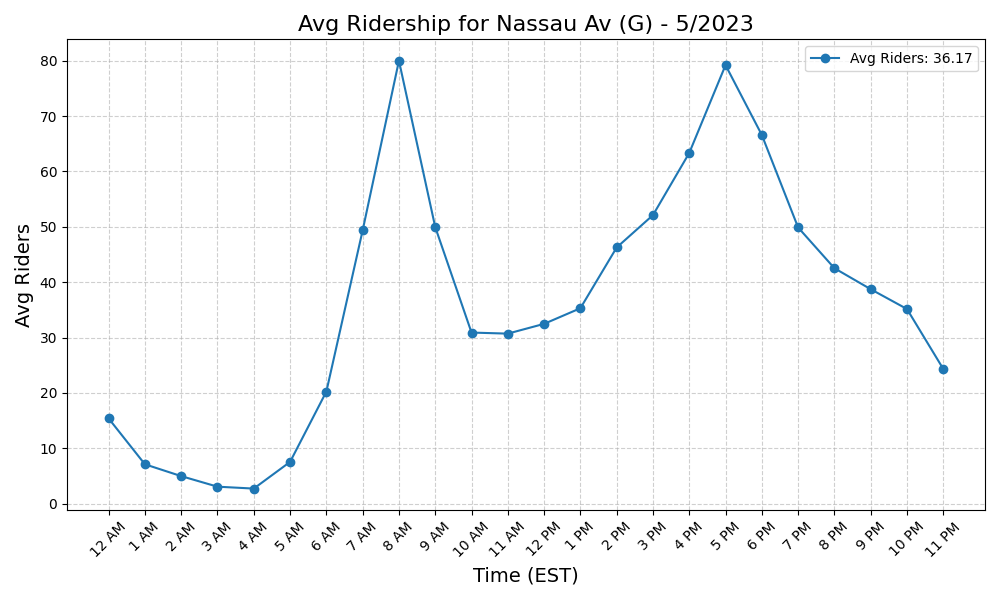 Avg Ridership for Nassau Av (G) - 5/2023
Avg Riders: 36.17
Avg Riders
80
70
60
50
40
30
20
10
0
12 AM
1 AM
2 AM
3 AM
4 AM
5 AM
6 AM
7 AM
8 AM
9 AM
10 AM
11 AM
12 PM
1 PM
2 PM
3 PM
4 PM
5 PM
6 PM
7 PM
8 PM
9 PM
10 PM
11 PM
Time (EST)